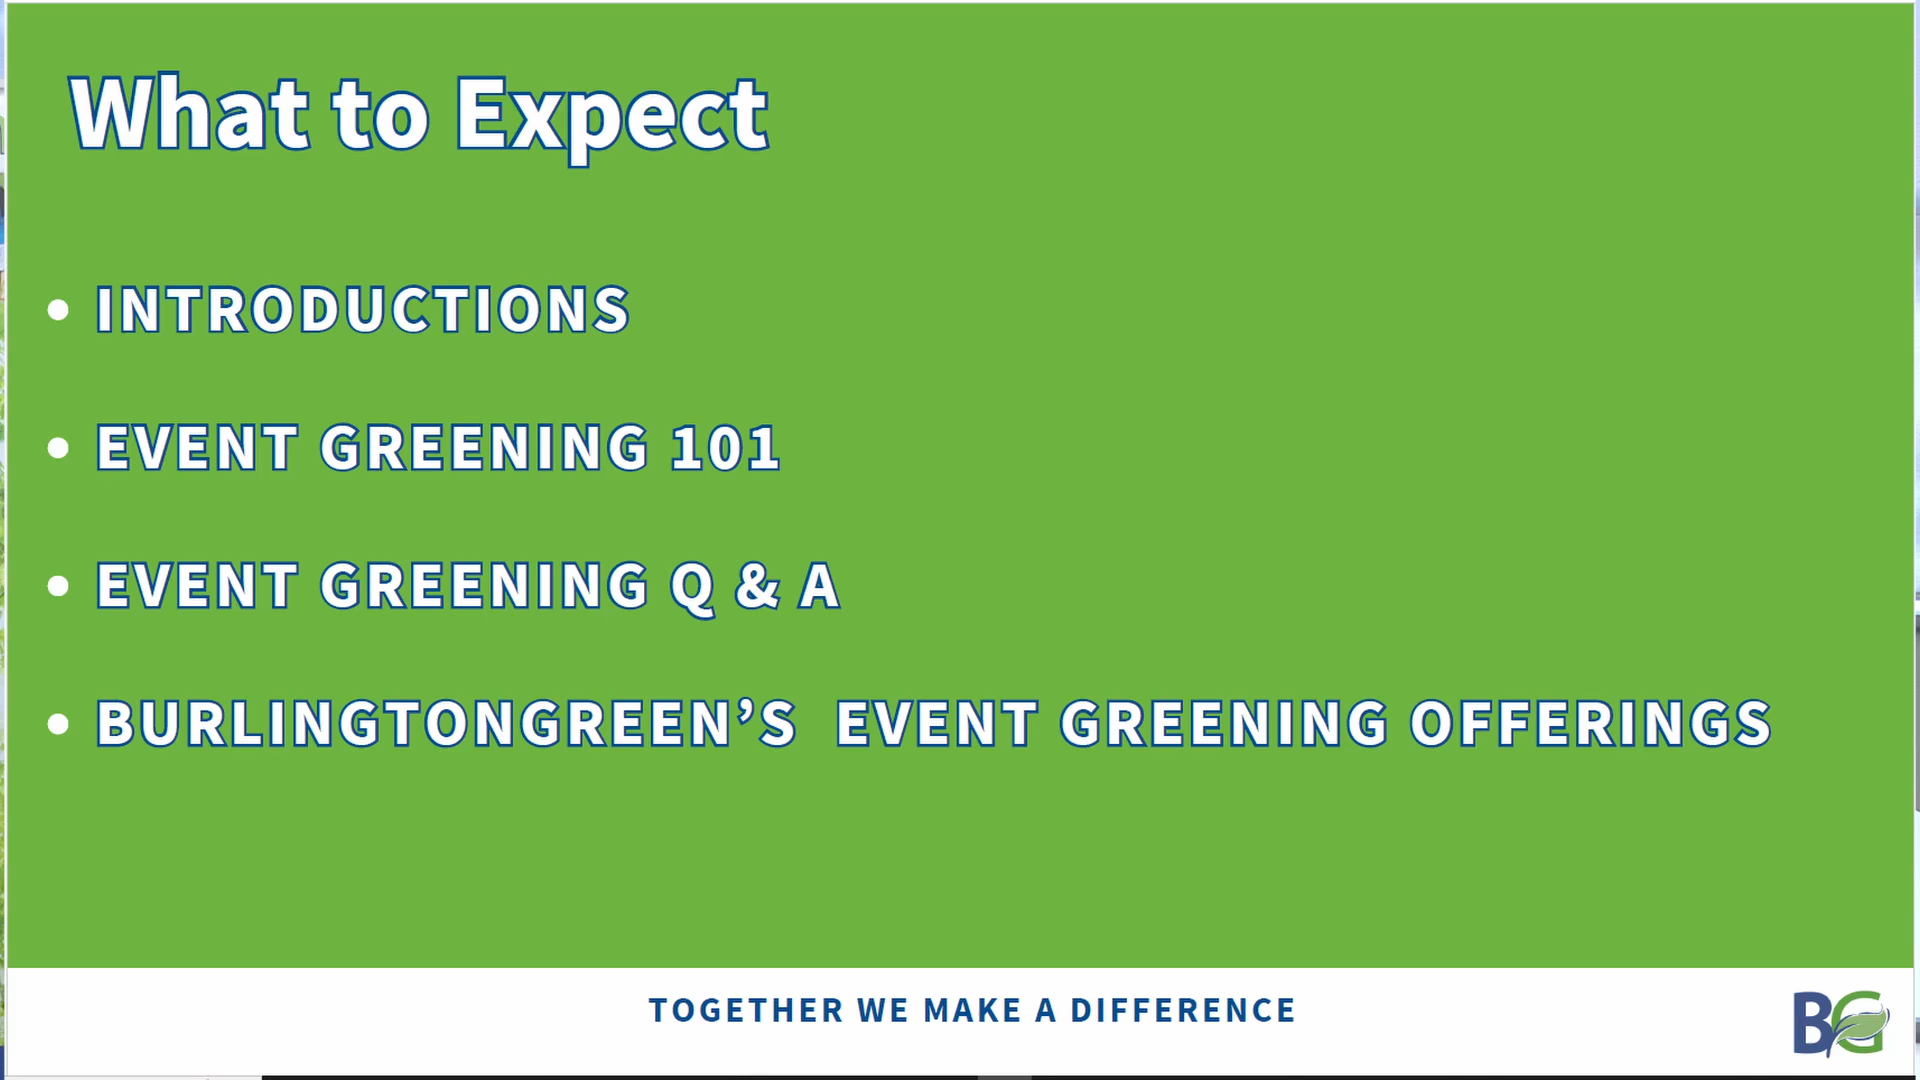 What to Expect
• INTRODUCTIONS
• EVENT GREENING 101
• EVENT GREENING Q & A
• BURLINGTONGREEN’S  EVENT GREENING OFFERINGS
TOGETHER WE MAKE A DIFFERENCE
BG